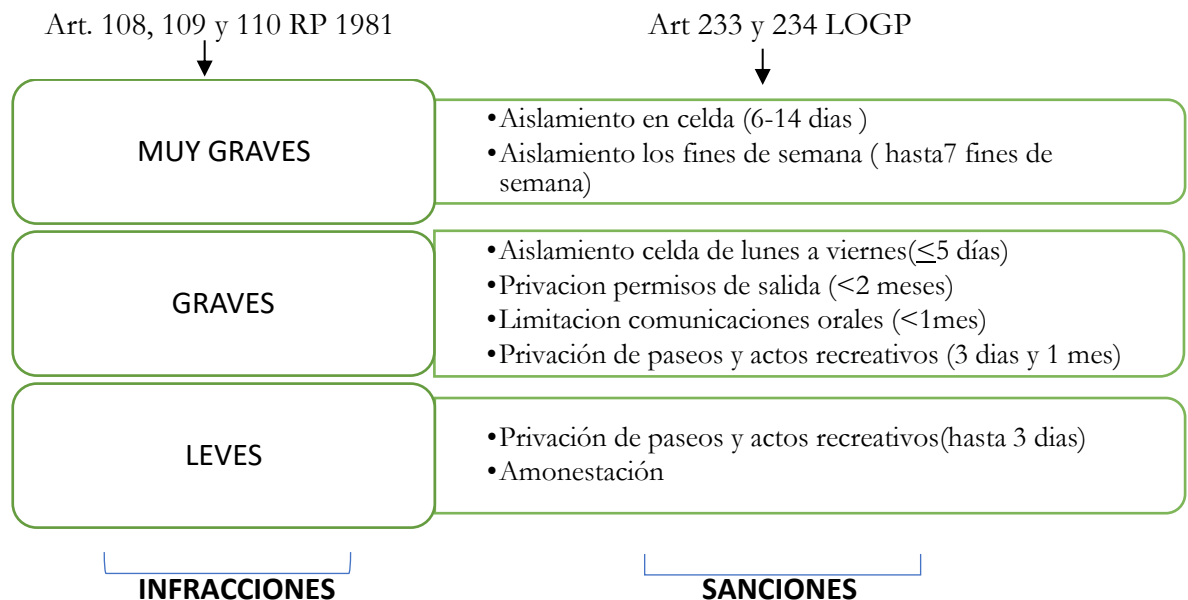 Art. 108, 109 y 110 RP 1981
Art 233 y 234 LOGP
MUY GRAVES
•Aislamiento en celda (6-14 dias )
•Aislamiento los fines de semana ( hasta7 fines de
semana)
GRAVES
•Aislamiento celda de lunes a viernes(≤5 días)
•Privacion permisos de salida (<2 meses)
•Limitacion comunicaciones orales (<1mes)
•Privación de paseos y actos recreativos (3 dias y 1 mes)
LEVES
•Privación de paseos y actos recreativos(hasta 3 dias)
•Amonestación
INFRACCIONES
SANCIONES